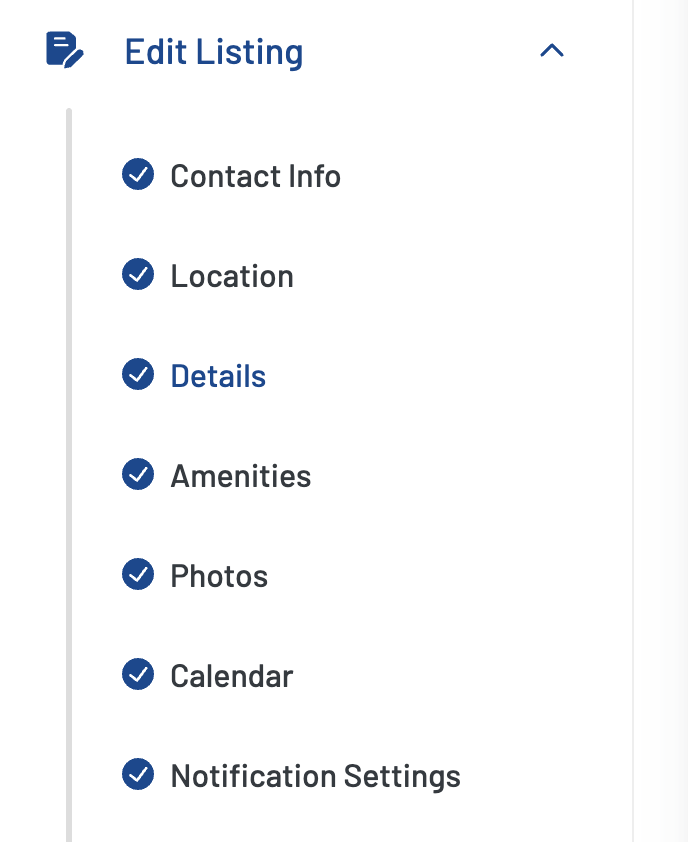 Edit Listing
Contact Info
Location
Details
Amenities
Photos
Calendar
Notification Settings